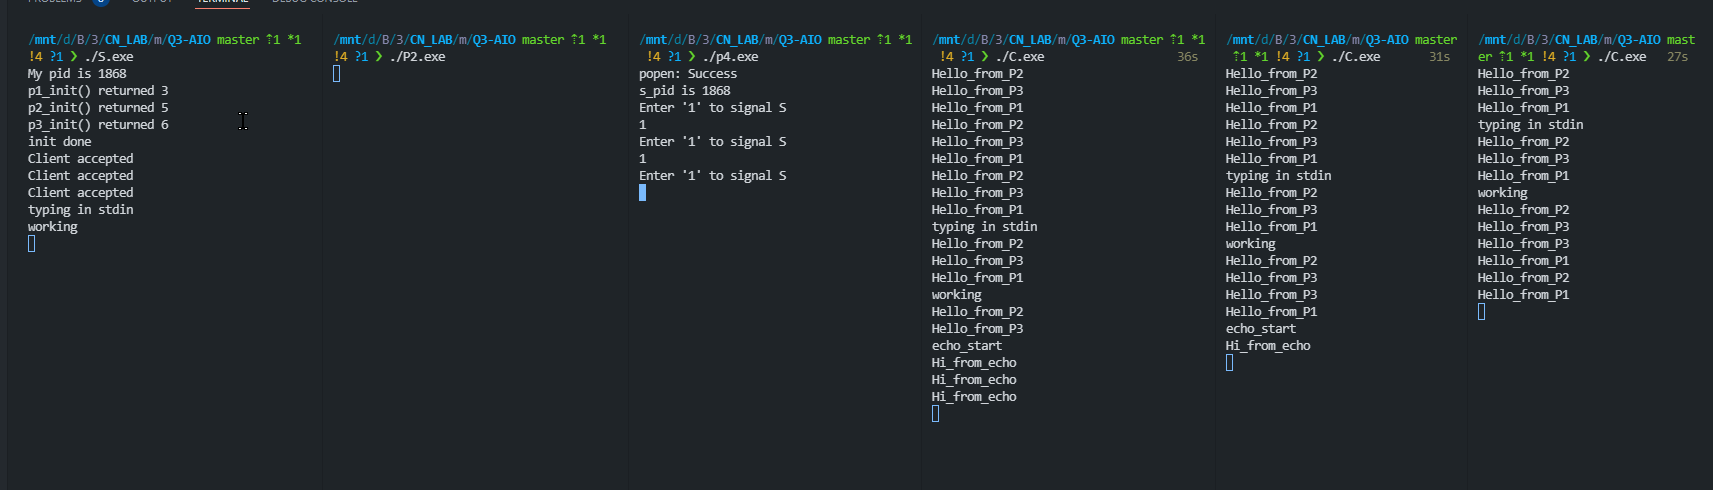 PROBLEMS 6 OUTPUT TERMINAL DEBUG CONSOLE
/mnt/d/B/3/CN_LAB/m/Q3-AIO master ⇡1 *1
!4 ?1 ❯ ./S.exe
My pid is 1868
p1_init() returned 3
p2_init() returned 5
p3_init() returned 6
init done
Client accepted
Client accepted
Client accepted
typing in stdin
working
/mnt/d/B/3/CN_LAB/m/Q3-AIO master ⇡1 *1
!4 ?1 ❯ ./P2.exe
/mnt/d/B/3/CN_LAB/m/Q3-AIO master ⇡1 *1
!4 ?1 ❯ ./p4.exe
popen: Success
s_pid is 1868
Enter '1' to signal S
1
Enter '1' to signal S
1
Enter '1' to signal S
/mnt/d/B/3/CN_LAB/m/Q3-AIO master ⇡1 *1
!4 ?1 ❯ ./C.exe 36s
Hello_from_P2
Hello_from_P3
Hello_from_P1
Hello_from_P2
Hello_from_P3
Hello_from_P1
Hello_from_P2
Hello_from_P3
Hello_from_P1
typing in stdin
Hello_from_P2
Hello_from_P3
Hello_from_P1
working
Hello_from_P2
Hello_from_P3
echo_start
Hi_from_echo
Hi_from_echo
Hi_from_echo
/mnt/d/B/3/CN_LAB/m/Q3-AIO master
⇡1 *1 !4 ?1 ❯ ./C.exe 31s
Hello_from_P2
Hello_from_P3
Hello_from_P1
Hello_from_P2
Hello_from_P3
Hello_from_P1
typing in stdin
Hello_from_P2
Hello_from_P3
Hello_from_P1
working
Hello_from_P2
Hello_from_P3
Hello_from_P3
Hello_from_P1
echo_start
Hi_from_echo
/mnt/d/B/3/CN_LAB/m/Q3-AIO mast
er ⇡1 *1 !4 ?1 ❯ ./C.exe 27s
Hello_from_P2
Hello_from_P3
Hello_from_P1
typing in stdin
Hello_from_P2
Hello_from_P3
Hello_from_P1
working
Hello_from_P2
Hello_from_P3
Hello_from_P3
Hello_from_P1
Hello_from_P2
Hello_from_P1